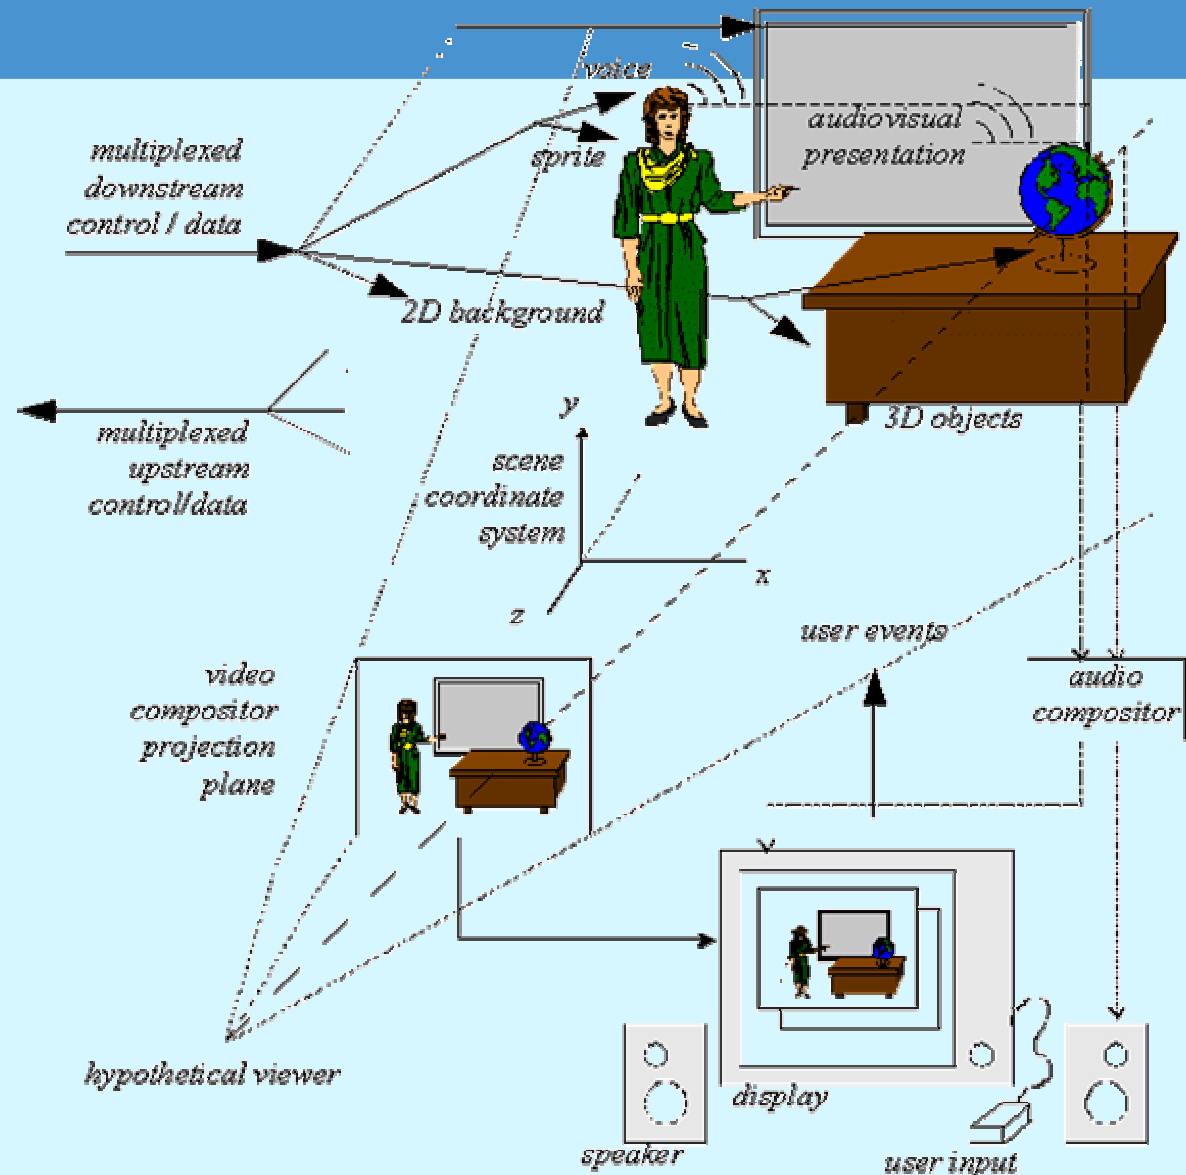 voice
audiovisual
presentation
sprite
multiplexed
downstream
control / data
2D background
3D objects
multiplexed
upstream
control/data
y
scene
coordinate
system
x
z
user events
video
compositor
projection
plane
audio
compositor
hypothetical viewer
display
speaker
user input